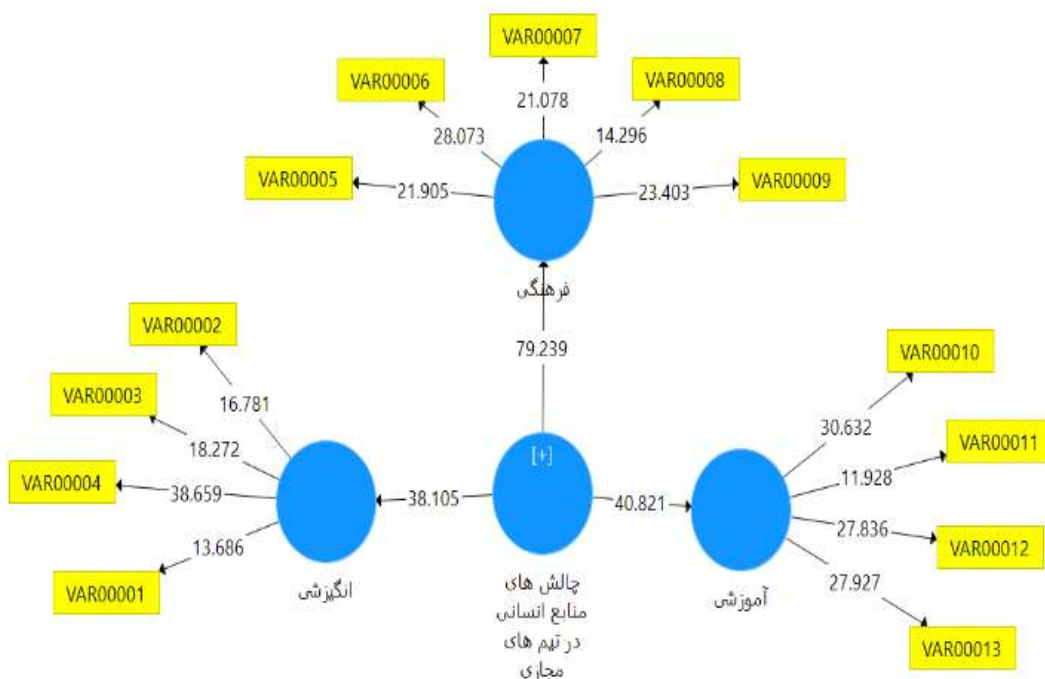 VAR00007
VAR00006
VAR00008
21.078
28.073
14.296
VAR00005
21.905
23.403
VAR00009
فرهنگی
VAR00002
79.239
VAR00010
VAR00003
16.781
30.632
VAR00011
18.272
[+]
11.928
VAR00004
38.659
38.105
40.821
27.836
VAR00012
13.686
27.927
VAR00001
انگیزشی
چالش های
منابع انسانی
در تیم های
مجازی
آموزشی
VAR00013